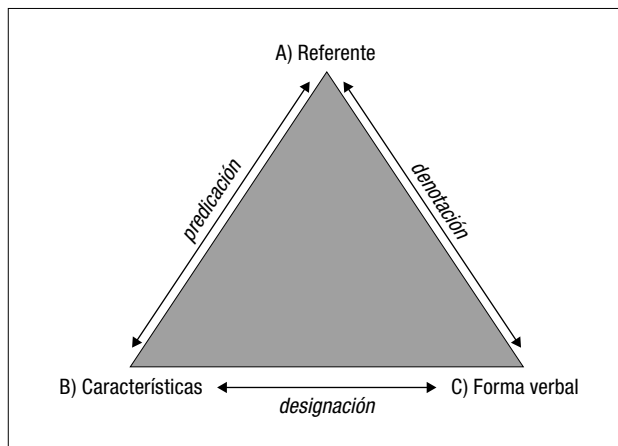 A) Referente
predicación
denotación
B) Características
C) Forma verbal
designación